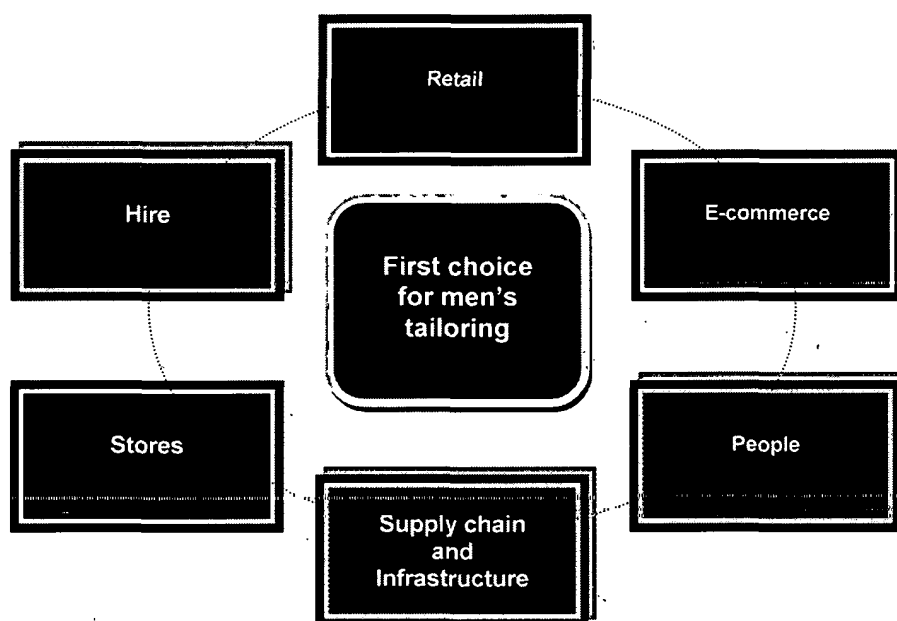 Retail
Hire
E-commerce
First choice
for men's
tailoring
Stores
People
Supply chain
and
Infrastructure